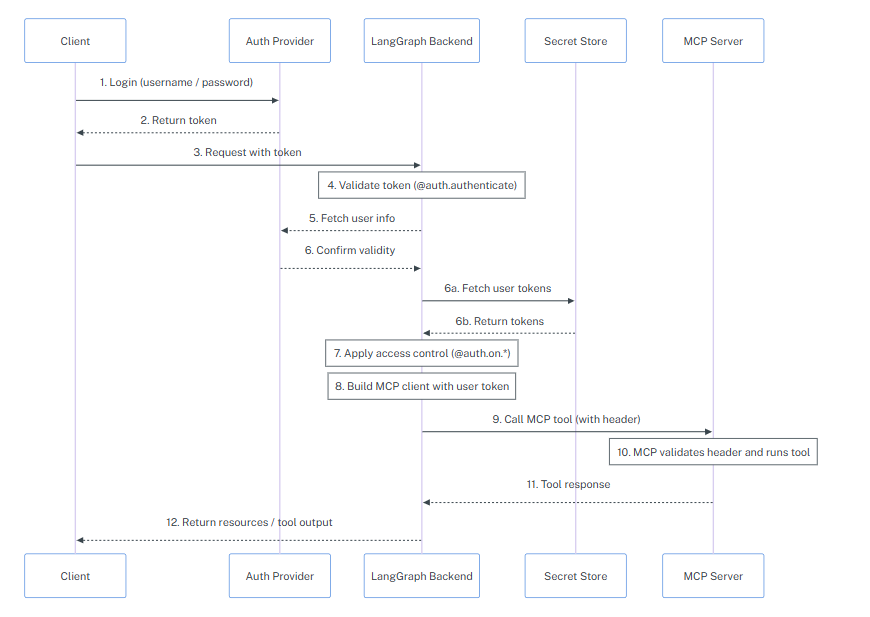 Client
Auth Provider
LangGraph Backend
Secret Store
MCP Server
1. Login (username / password)
2. Return token
3. Request with token
4. Validate token (@auth.authenticate)
5. Fetch user info
6. Confirm validity
6a. Fetch user tokens
6b. Return tokens
7. Apply access control (@auth.on.*)
8. Build MCP client with user token
9. Call MCP tool (with header)
10. MCP validates header and runs tool
11. Tool response
12. Return resources / tool output
Client
Auth Provider
LangGraph Backend
Secret Store
MCP Server